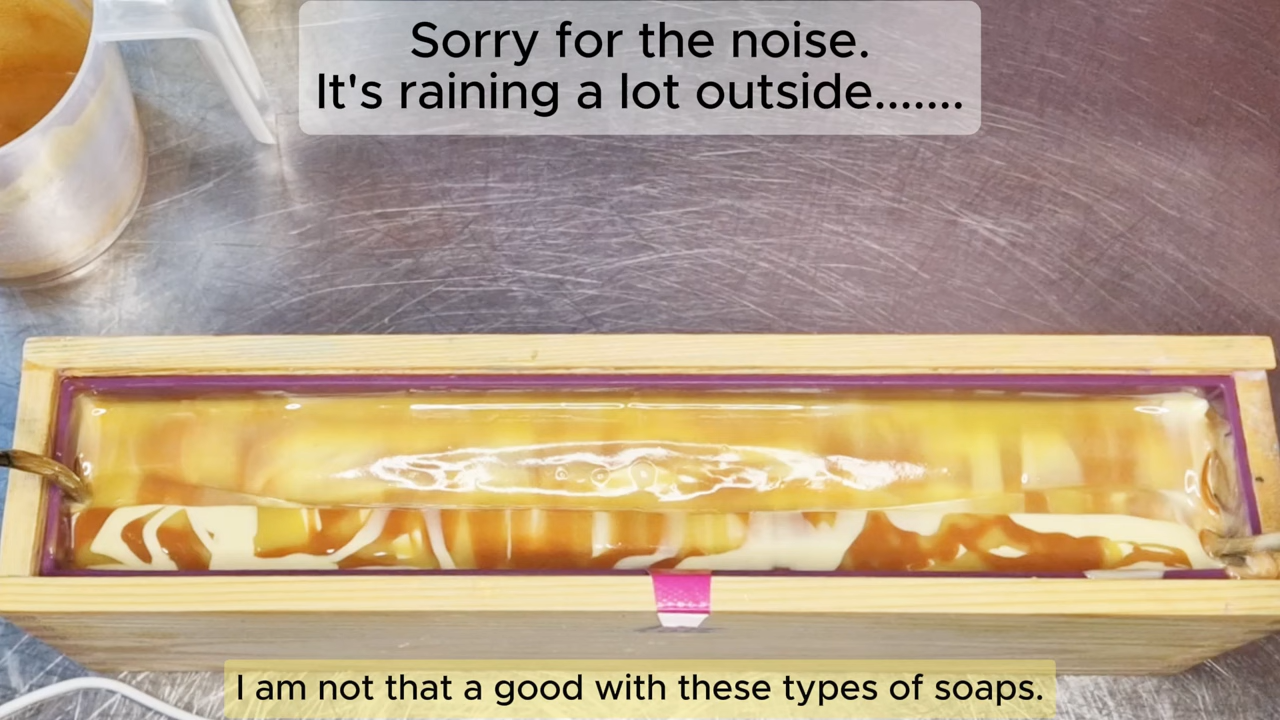 Sorry for the noise.
It's raining a lot outside.......
I am not that a good with these types of soaps.